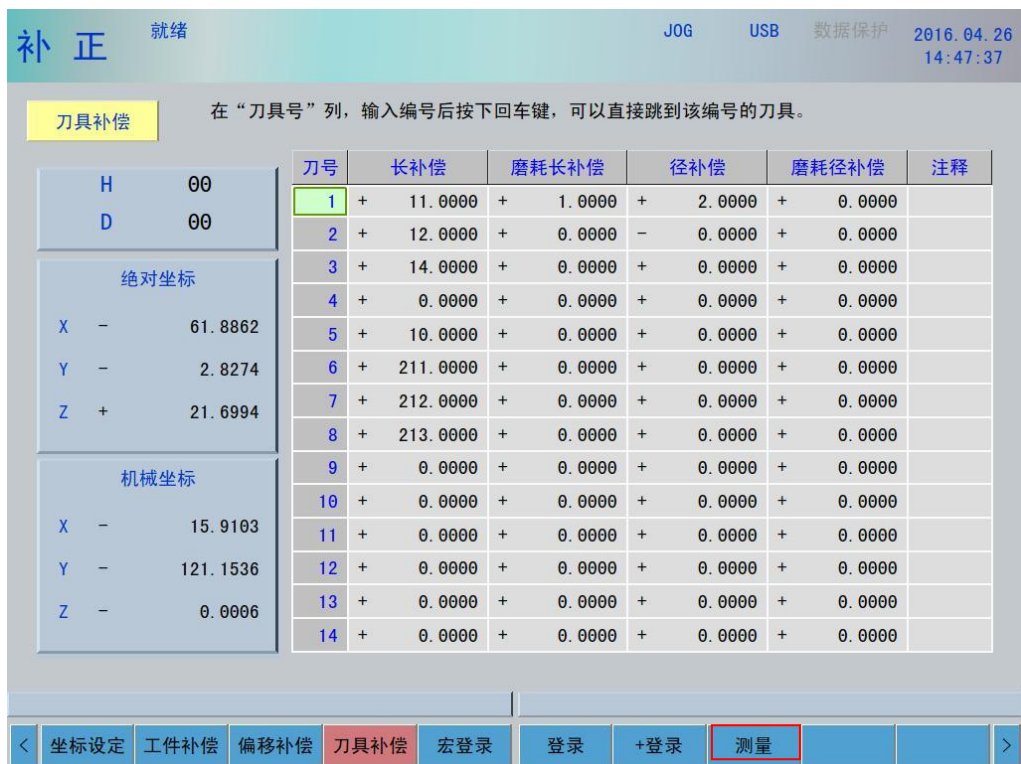 补 正 就绪 JOG USB 数据保护 2016.04.26
14:47:37
刀具补偿 在“刀具号”列，输入编号后按下回车键，可以直接跳到该编号的刀具。
H 00
D 00
绝对坐标
X - 61.8862
Y - 2.8274
Z + 21.6994
机械坐标
X - 15.9103
Y - 121.1536
Z - 0.0006
刀号 长补偿 磨耗长补偿 径补偿 磨耗径补偿 注释
1 + 11.0000 + 1.0000 + 2.0000 + 0.0000
2 + 12.0000 + 0.0000 - 0.0000 + 0.0000
3 + 14.0000 + 0.0000 + 0.0000 + 0.0000
4 + 0.0000 + 0.0000 + 0.0000 + 0.0000
5 + 10.0000 + 0.0000 + 0.0000 + 0.0000
6 + 211.0000 + 0.0000 + 0.0000 + 0.0000
7 + 212.0000 + 0.0000 + 0.0000 + 0.0000
8 + 213.0000 + 0.0000 + 0.0000 + 0.0000
9 + 0.0000 + 0.0000 + 0.0000 + 0.0000
10 + 0.0000 + 0.0000 + 0.0000 + 0.0000
11 + 0.0000 + 0.0000 + 0.0000 + 0.0000
12 + 0.0000 + 0.0000 + 0.0000 + 0.0000
13 + 0.0000 + 0.0000 + 0.0000 + 0.0000
14 + 0.0000 + 0.0000 + 0.0000 + 0.0000
< 坐标设定 工件补偿 偏移补偿 刀具补偿 宏登录 登录 +登录 测量 >